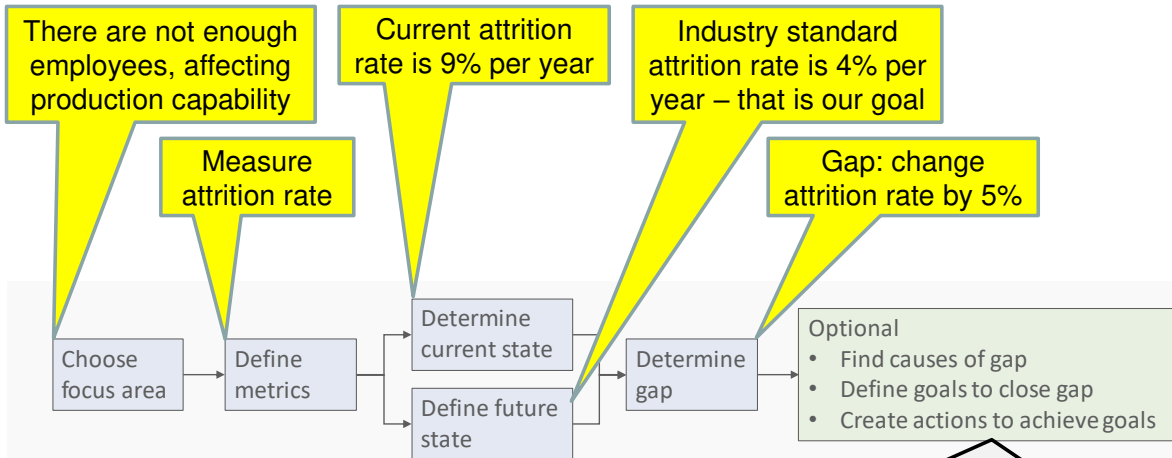 There are not enough
employees, affecting
production capability
Current attrition
rate is 9% per year
Industry standard
attrition rate is 4% per
year – that is our goal
Measure
attrition rate
Gap: change
attrition rate by 5%
Choose
focus area
Define
metrics
Determine
current state
Define future
state
Determine
gap
Optional
• Find causes of gap
• Define goals to close gap
• Create actions to achieve goals